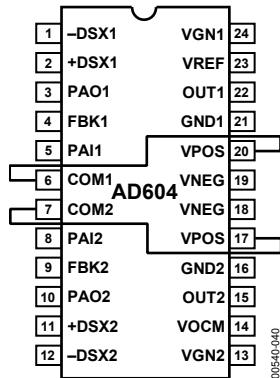 1 –DSX1 VGN1 24
2 +DSX1 VREF 23
3 PAO1 OUT1 22
4 FBK1 GND1 21
5 PAI1 VPOS 20
6 COM1 VNEG 19
AD604
7 COM2 VNEG 18
8 PAI2 VPOS 17
9 FBK2 GND2 16
10 PAO2 OUT2 15
11 +DSX2 VOCM 14
12 –DSX2 VGN2 13
00540-040